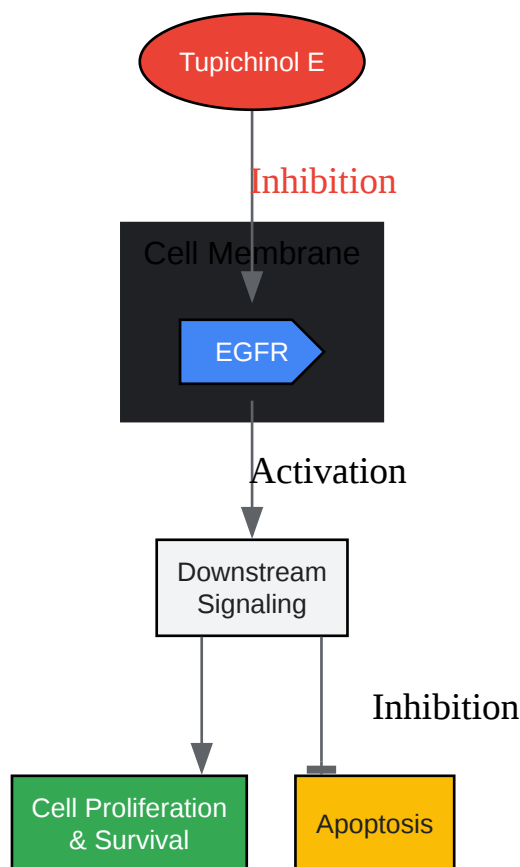 Tupichinol E
Inhibition
Cell Membrane
EGFR
Activation
Downstream
Signaling
Inhibition
Cell Proliferation
& Survival
Apoptosis